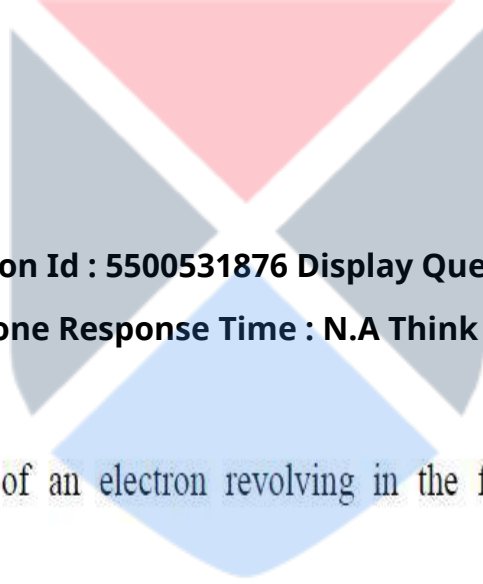 on Id : 5500531876 Display Que
one Response Time : N.A Think
of an electron revolving in the f